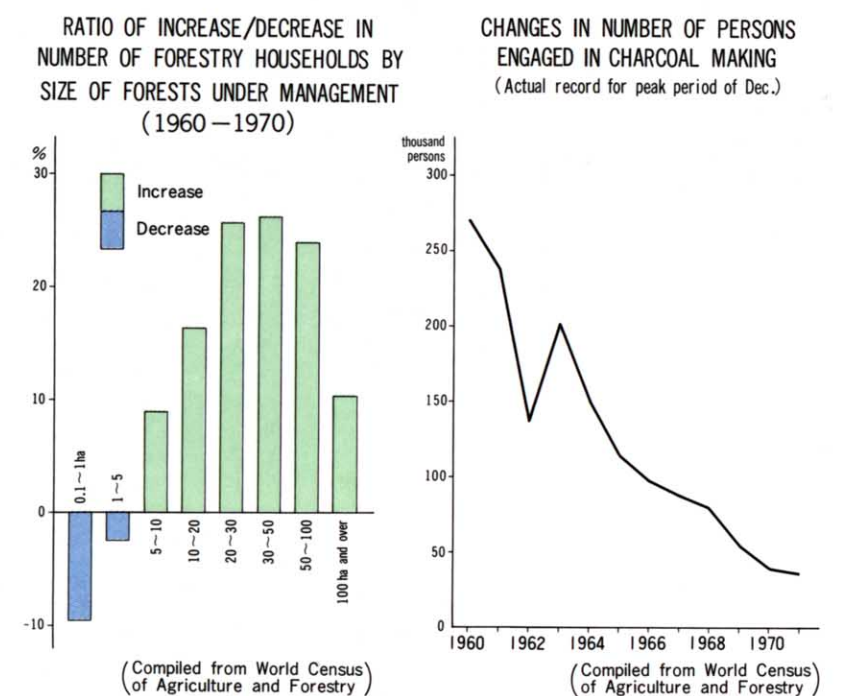 RATIO OF INCREASE/DECREASE IN
NUMBER OF FORESTRY HOUSEHOLDS BY
SIZE OF FORESTS UNDER MANAGEMENT
(1960—1970)
%
30
20
10
0
-10
Increase
Decrease
0.1~1ha
1~5
5~10
10~20
20~30
30~50
50~100
100 ha and over
(Compiled from World Census
of Agriculture and Forestry)
CHANGES IN NUMBER OF PERSONS
ENGAGED IN CHARCOAL MAKING
(Actual record for peak period of Dec.)
thousand
persons
300
250
200
150
100
50
0
1960 1962 1964 1966 1968 1970
(Compiled from World Census
of Agriculture and Forestry)